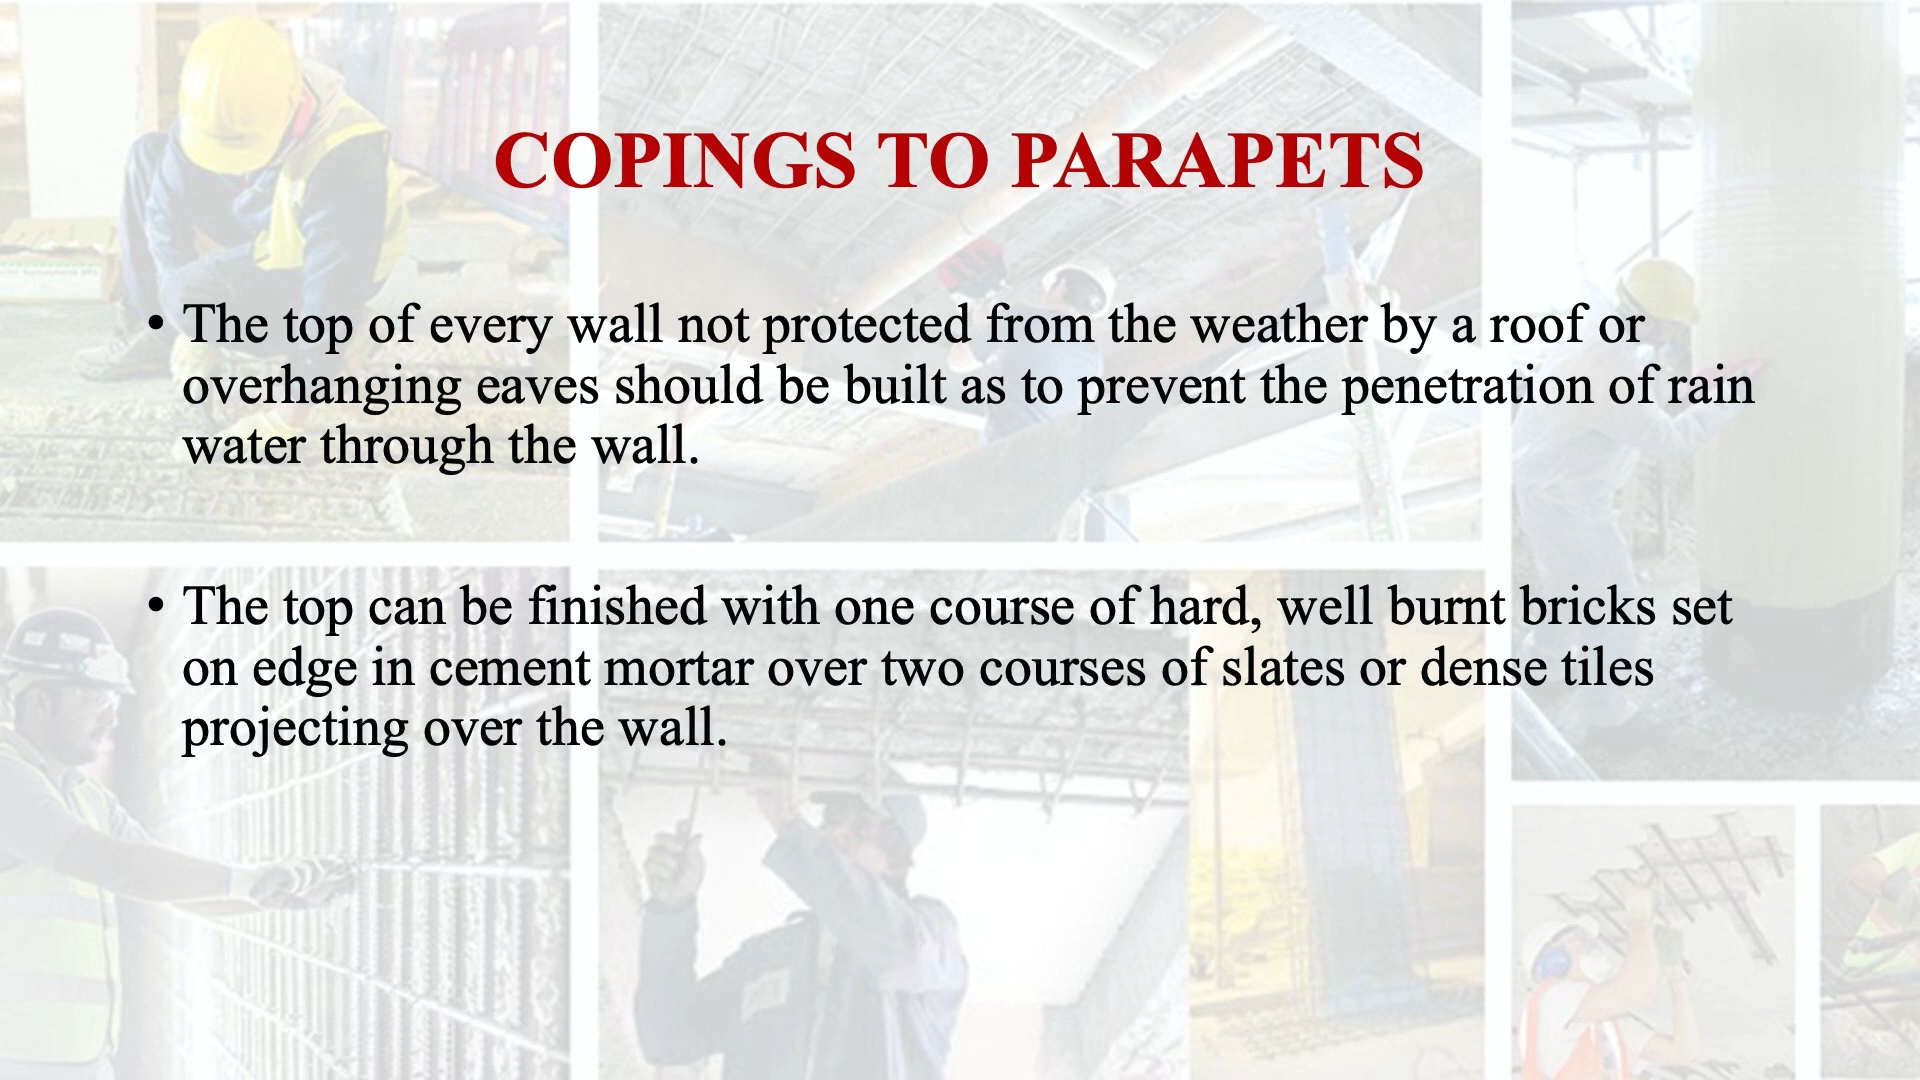 COPINGS TO PARAPETS
• The top of every wall not protected from the weather by a roof or
overhanging eaves should be built as to prevent the penetration of rain
water through the wall.
• The top can be finished with one course of hard, well burnt bricks set
on edge in cement mortar over two courses of slates or dense tiles
projecting over the wall.